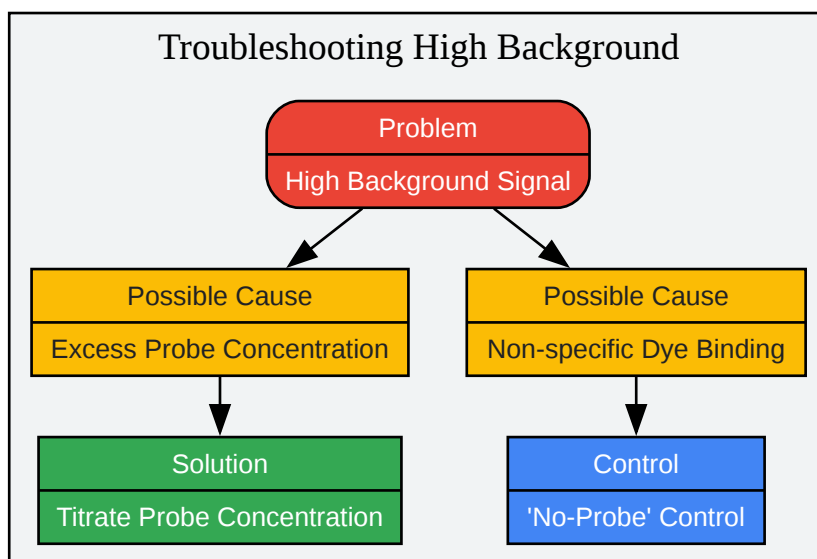 Troubleshooting High Background
Problem
High Background Signal
Possible Cause
Excess Probe Concentration
Possible Cause
Non-specific Dye Binding
Solution
Titrate Probe Concentration
Control
'No-Probe' Control